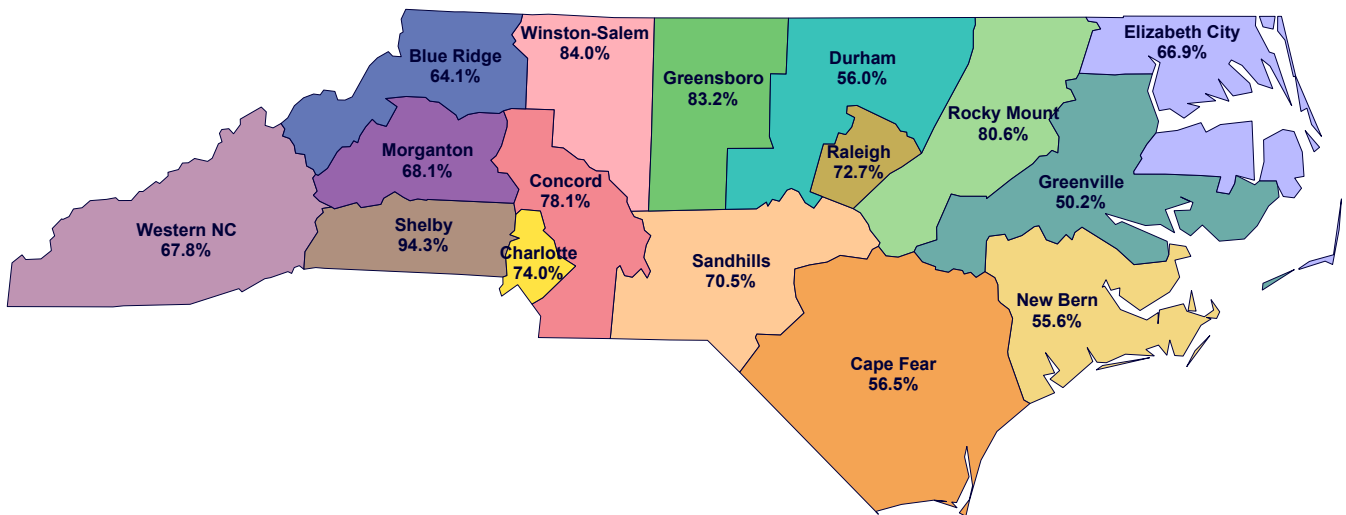 Winston-Salem
84.0%
Elizabeth City
66.9%
Blue Ridge
64.1%
Durham
56.0%
Greensboro
83.2%
Rocky Mount
80.6%
Morganton
68.1%
Raleigh
72.7%
Concord
78.1%
Greenville
50.2%
Western NC
67.8%
Shelby
94.3%
Charlotte
74.0%
Sandhills
70.5%
New Bern
55.6%
Cape Fear
56.5%